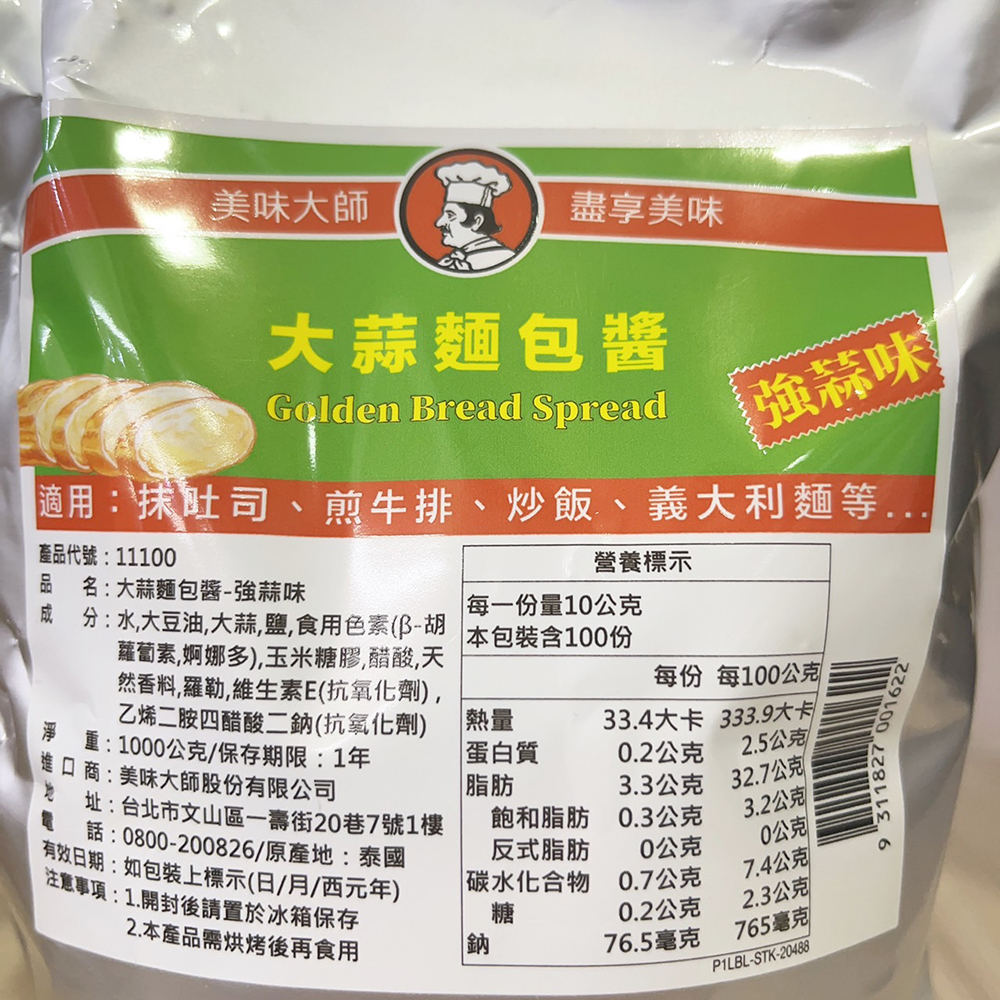 美味大師 盡享美味
大蒜麵包醬
Golden Bread Spread
強蒜味
適用：抹吐司、煎牛排、炒飯、義大利麵等...
產品代號：11100
品名：大蒜麵包醬-強蒜味
成分：水,大豆油,大蒜,鹽,食用色素(β-胡
蘿蔔素,婀娜多),玉米糖膠,醋酸,天
然香料,羅勒,維生素E(抗氧化劑),
乙烯二胺四醋酸二鈉(抗氧化劑)
淨重：1000公克/保存期限：1年
進口商：美味大師股份有限公司
地址：台北市文山區一壽街20巷7號1樓
電話：0800-200826/原產地：泰國
有效日期：如包裝上標示(日/月/西元年)
注意事項：1.開封後請置於冰箱保存
2.本產品需烘烤後再食用
營養標示
每一份量10公克
本包裝含100份
每份 每100公克
熱量 33.4大卡 333.9大卡
蛋白質 0.2公克 2.5公克
脂肪 3.3公克 32.7公克
飽和脂肪 0.3公克 3.2公克
反式脂肪 0公克 0公克
碳水化合物 0.7公克 7.4公克
糖 0.2公克 2.3公克
鈉 76.5毫克 765毫克
P1LBL-STK-20488
9 311827 001622